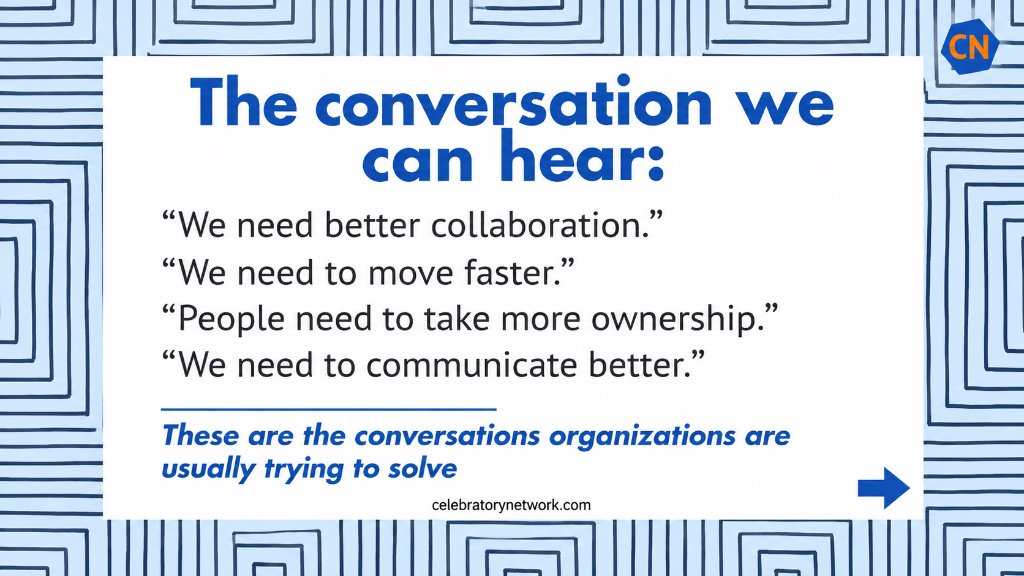 CN
The conversation we
can hear:
“We need better collaboration.”
“We need to move faster.”
“People need to take more ownership.”
“We need to communicate better.”
These are the conversations organizations are
usually trying to solve
celebratorynetwork.com